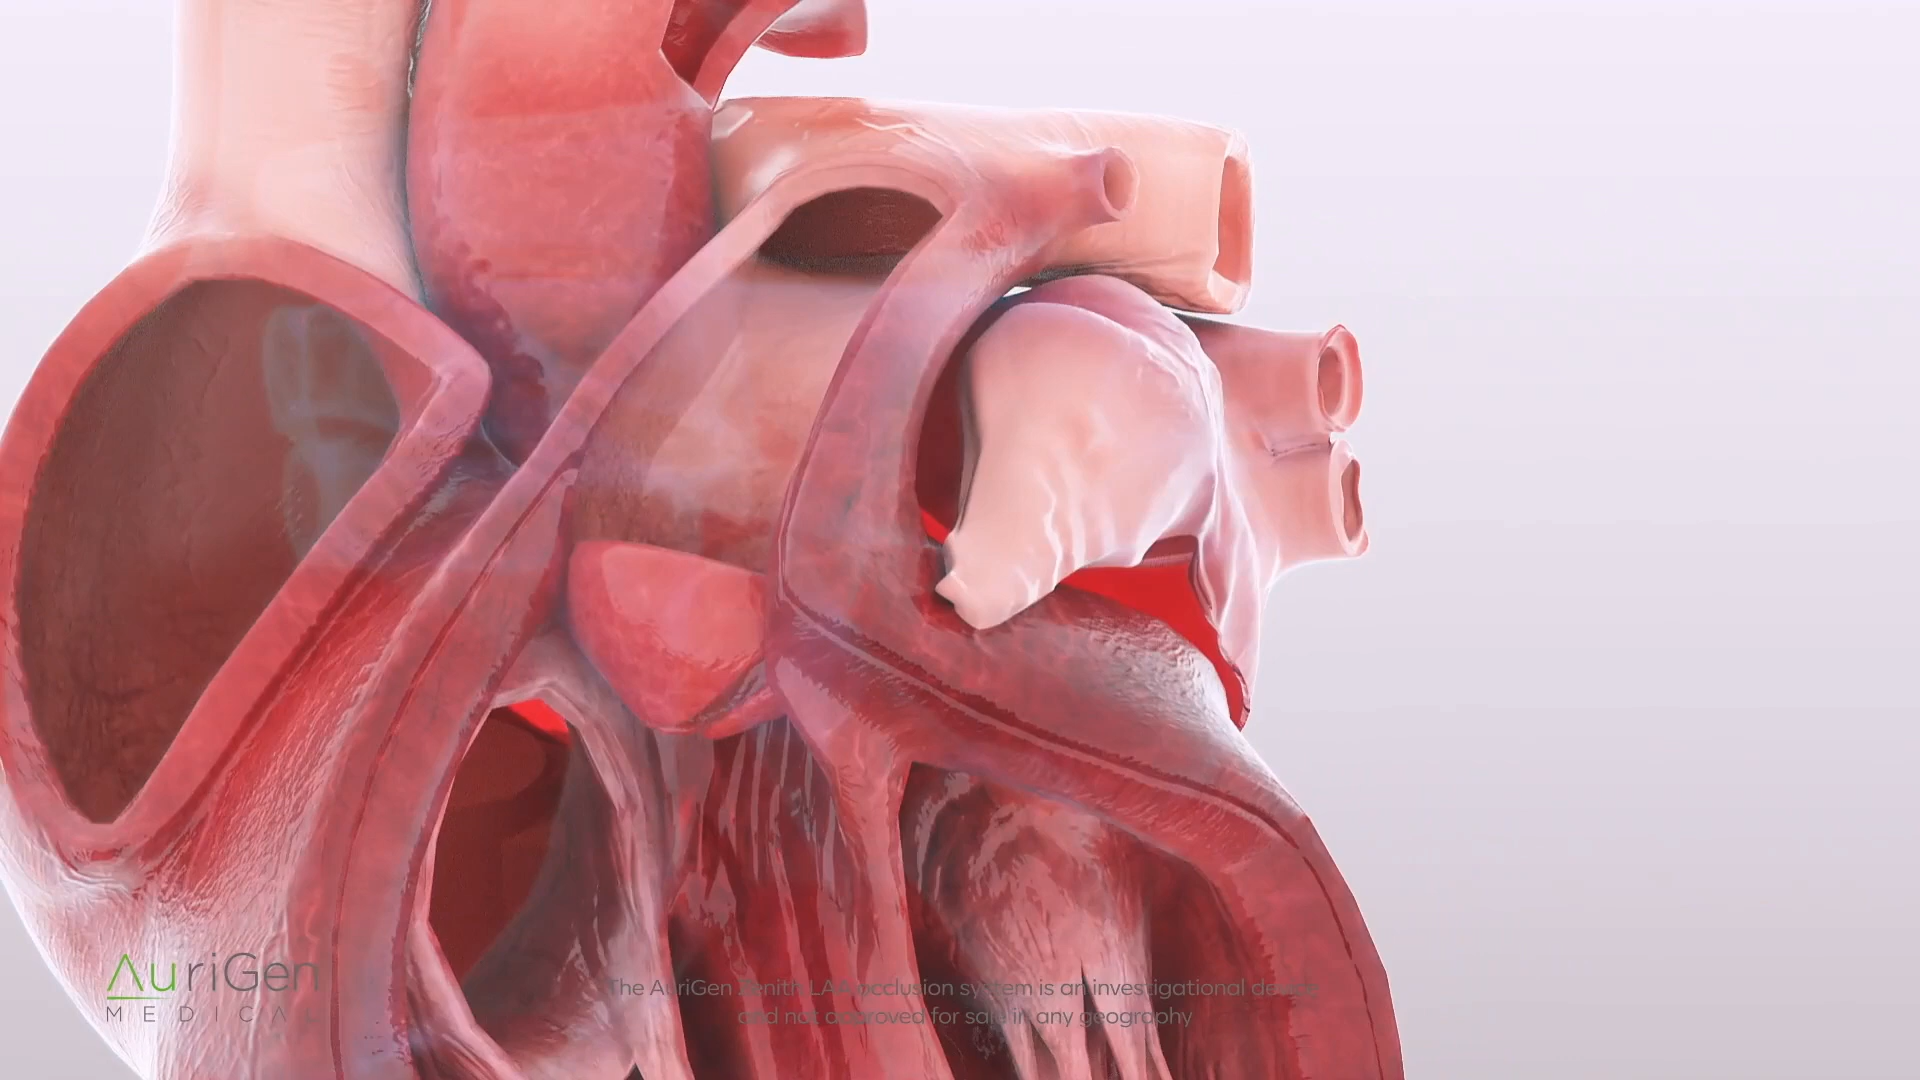 AuriGen
MEDICAL
The AuriGen Zenith LAA occlusion system is an investigational device
and not approved for sale in any geography